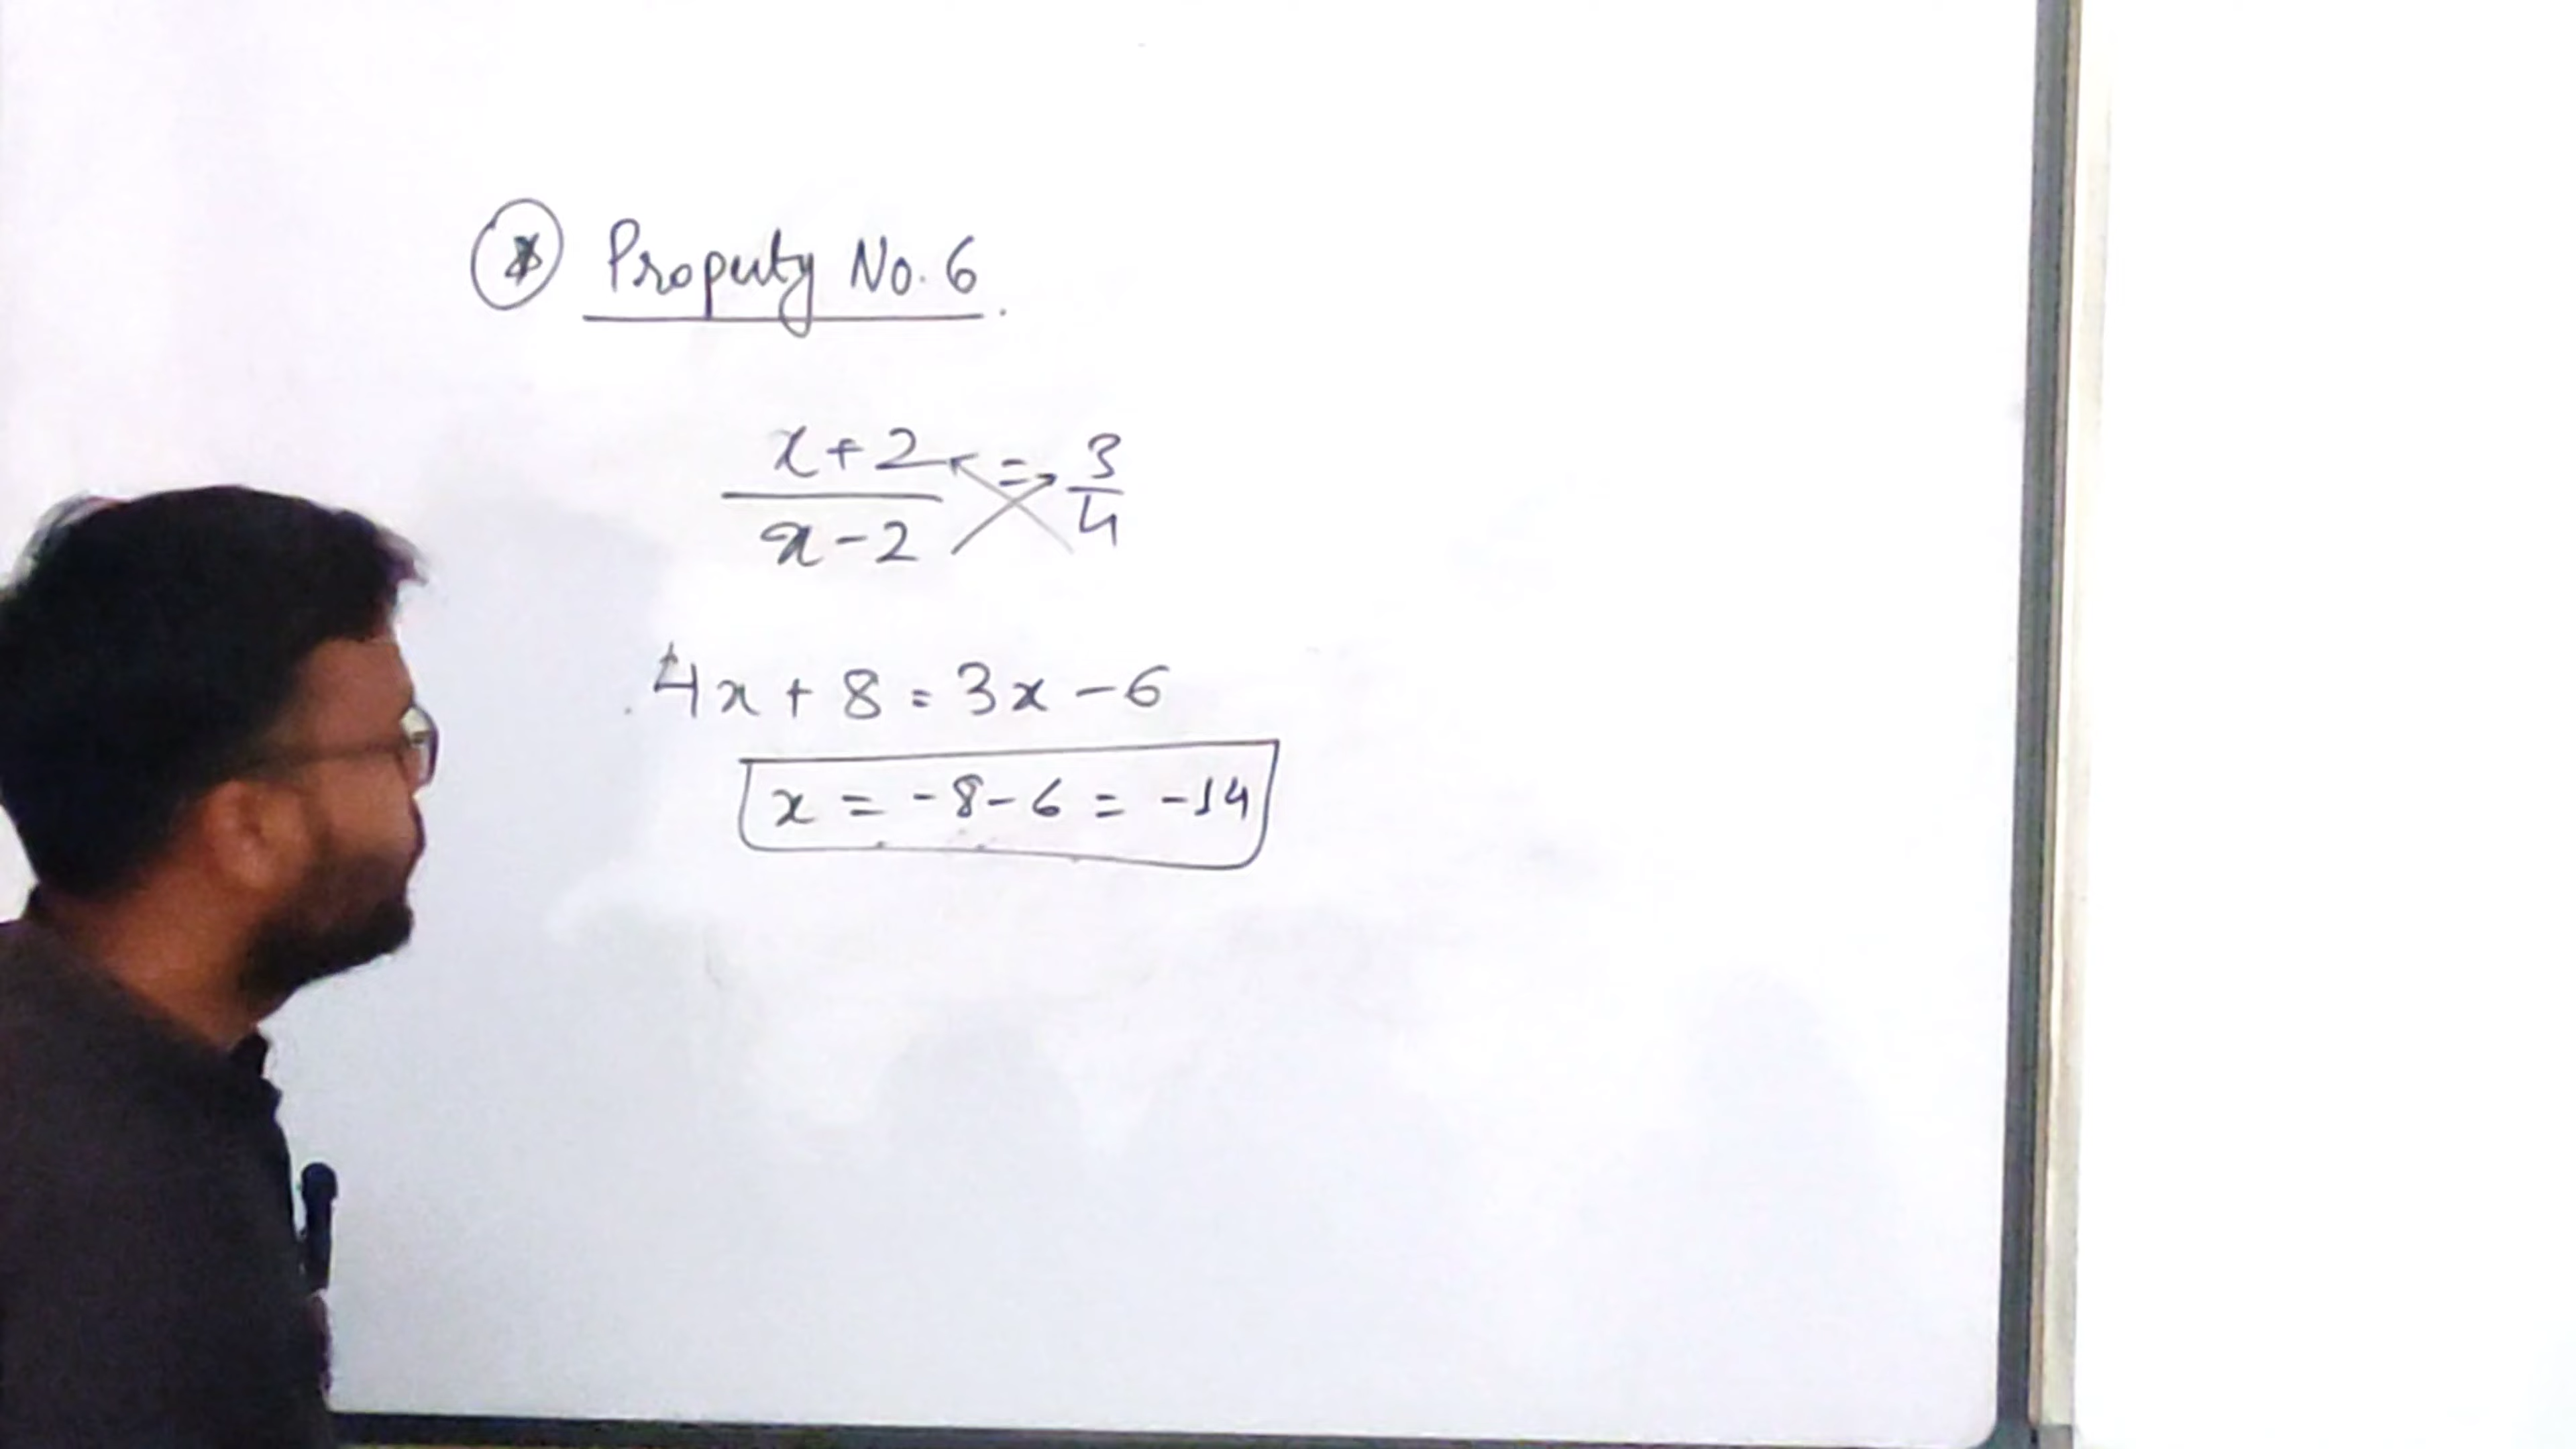 * Property No. 6.
x+2 / x-2 = 3/4
4x + 8 = 3x - 6
x = -8-6 = -14